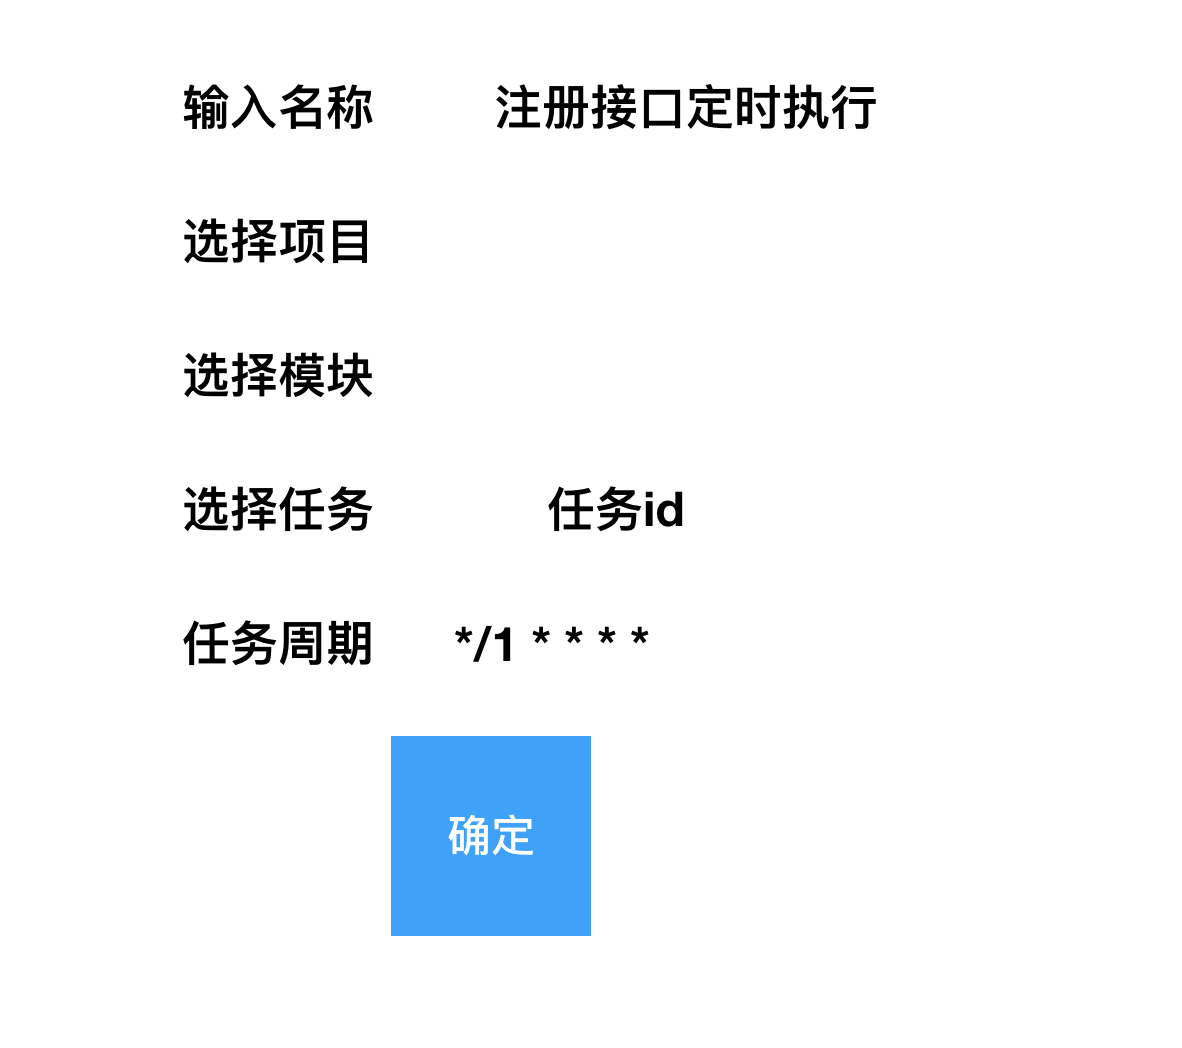 输入名称 注册接口定时执行
选择项目
选择模块
选择任务 任务id
任务周期 */1 * * * *
确定